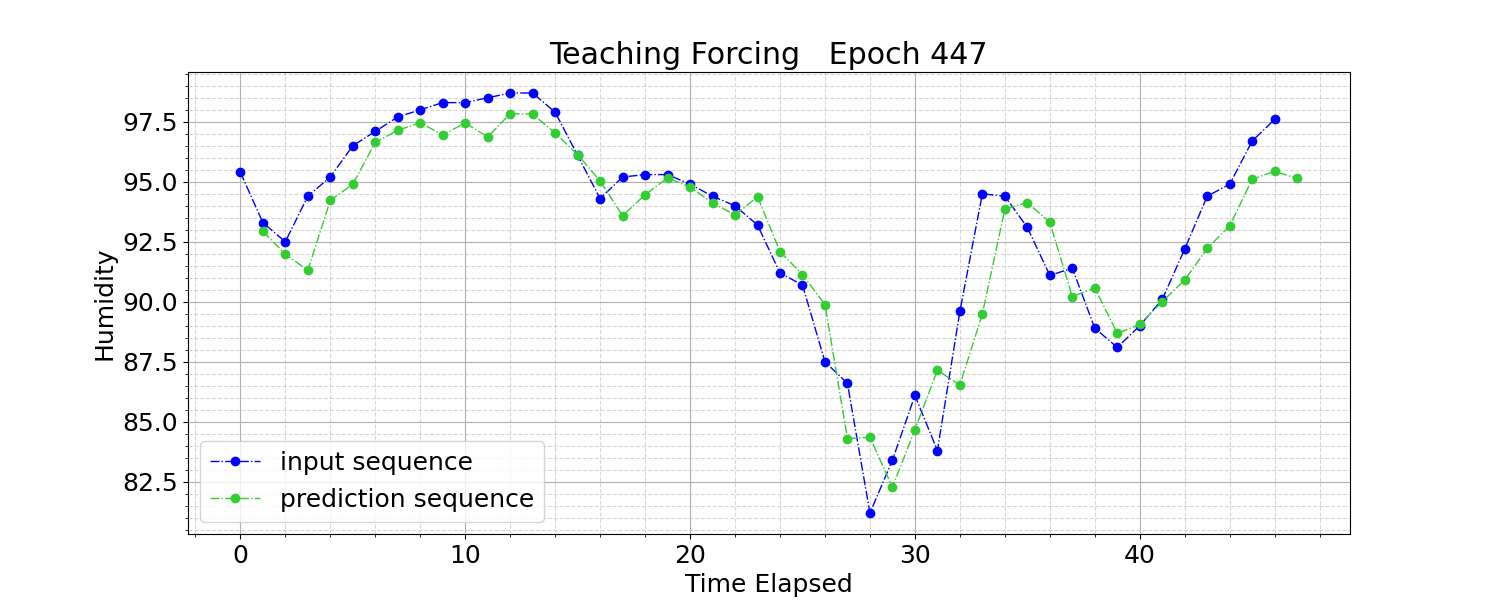 Teaching Forcing   Epoch 447
Humidity
97.5
95.0
92.5
90.0
87.5
85.0
82.5
input sequence
prediction sequence
0 10 20 30 40
Time Elapsed